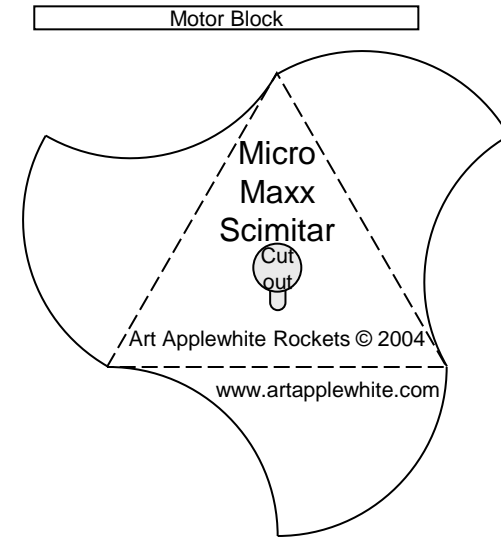 Motor Block
Micro
Maxx
Scimitar
Cut
out
Art Applewhite Rockets © 2004
www.artapplewhite.com